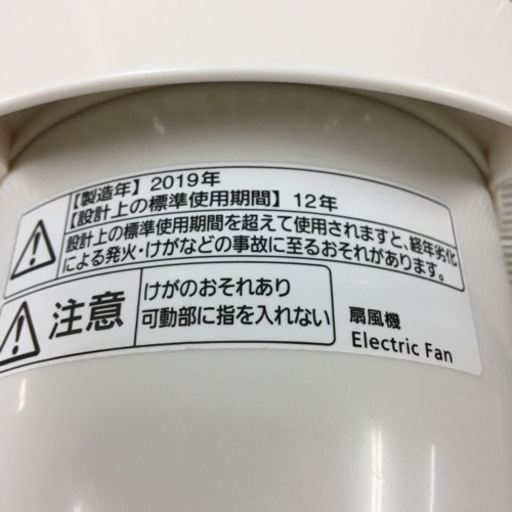 【製造年】2019年
【設計上の標準使用期間】12年
設計上の標準使用期間を超えて使用されますと、経年劣化
による発火・けがなどの事故に至るおそれがあります。
注意
けがのおそれあり
可動部に指を入れない
扇風機
Electric Fan